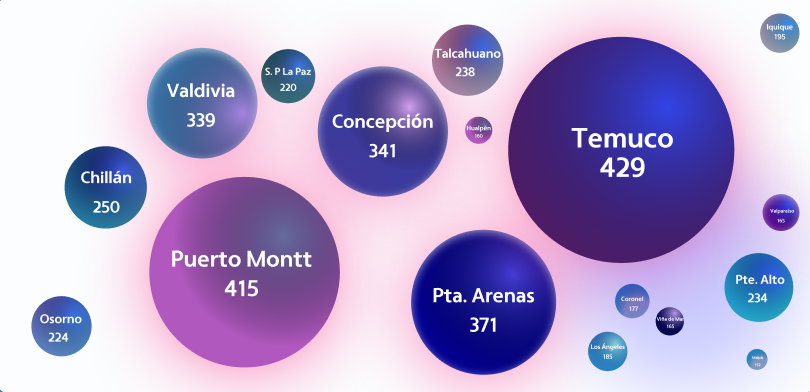 Iquique
195
Talcahuano
238
S. P La Paz
220
Valdivia
339
Concepción
341
Hualpén
180
Temuco
429
Chillán
250
Valparaíso
165
Puerto Montt
415
Pta. Arenas
371
Pte. Alto
234
Coronel
177
Viña de Mar
165
Osorno
224
Los Ángeles
185